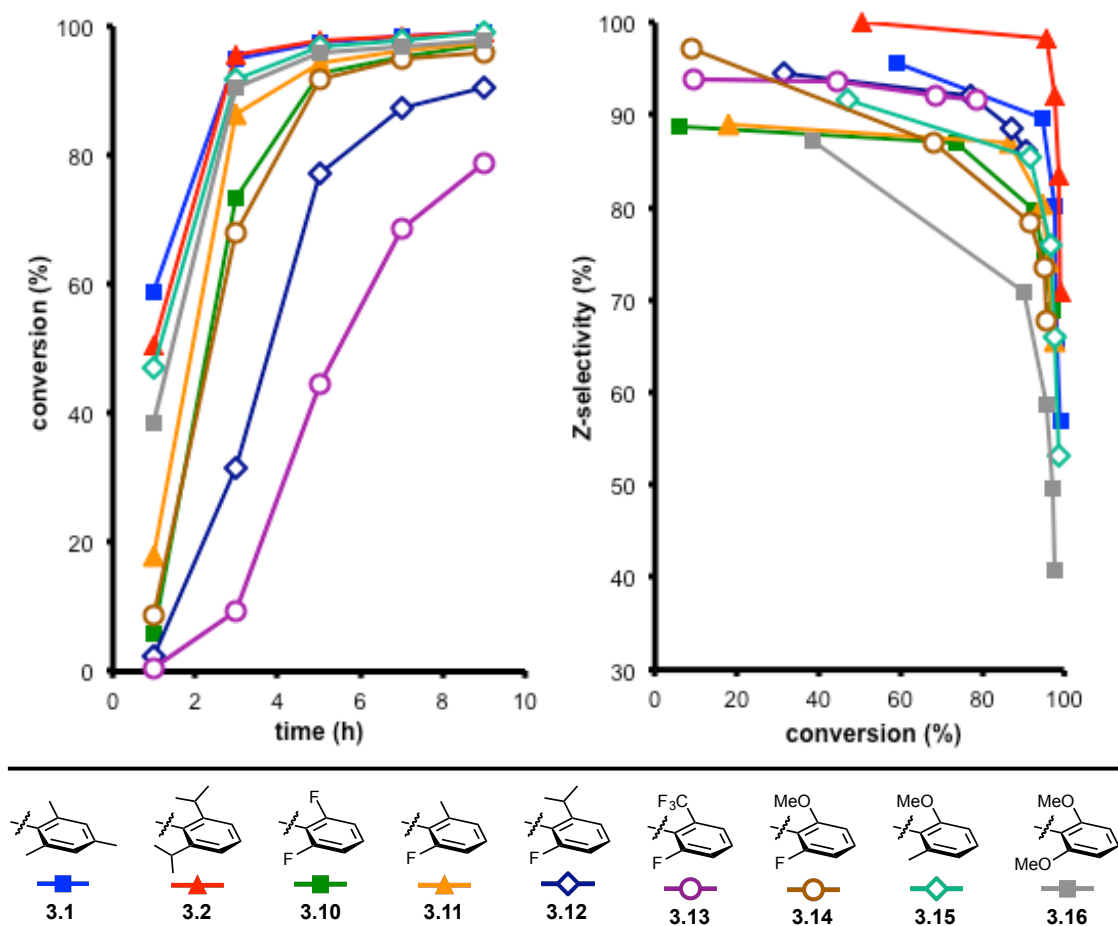 100
80
60
40
20
0
conversion (%)
0 2 4 6 8 10
time (h)
100
90
80
70
60
50
40
30
Z-selectivity (%)
0 20 40 60 80 100
conversion (%)
F
F
F
F
F₃C
F
MeO
F
MeO
MeO
MeO
3.1 3.2 3.10 3.11 3.12 3.13 3.14 3.15 3.16